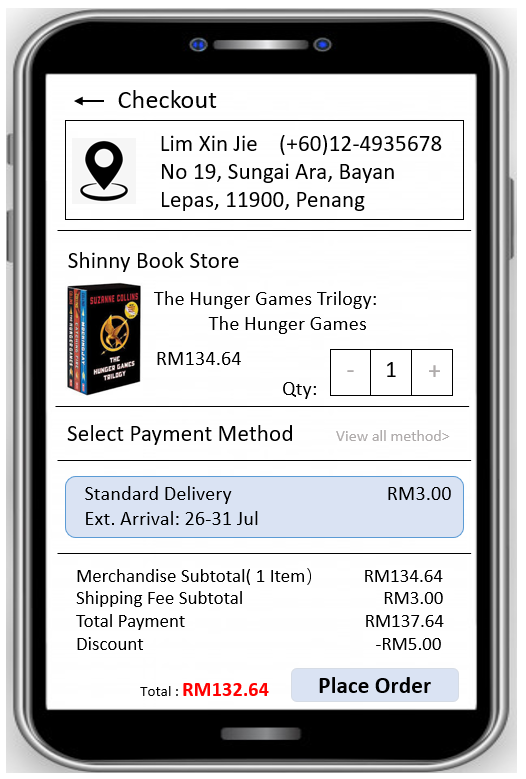 Checkout
Lim Xin Jie (+60)12-4935678
No 19, Sungai Ara, Bayan
Lepas, 11900, Penang
Shinny Book Store
SUZANNE COLLINS
THE
HUNGER GAMES
TRILOGY
The Hunger Games Trilogy:
The Hunger Games
RM134.64
Qty: - 1 +
Select Payment Method View all method>
Standard Delivery RM3.00
Ext. Arrival: 26-31 Jul
Merchandise Subtotal( 1 Item) RM134.64
Shipping Fee Subtotal RM3.00
Total Payment RM137.64
Discount -RM5.00
Total : RM132.64 Place Order